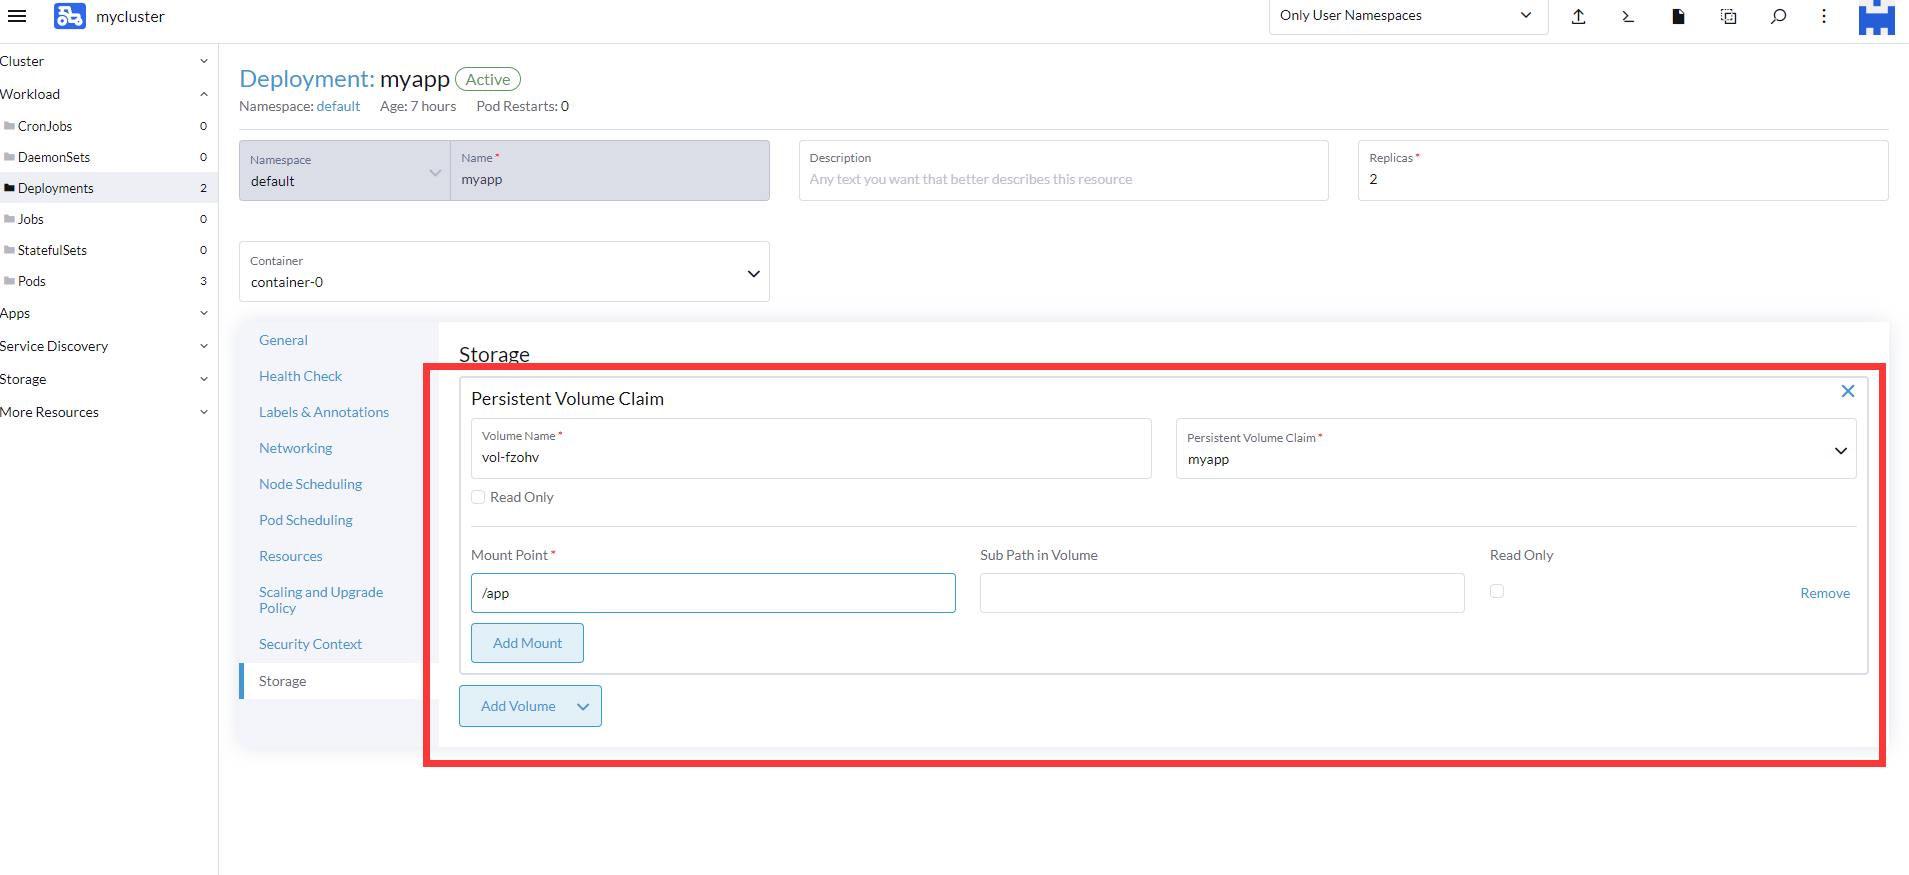 mycluster
Only User Namespaces
Cluster
Workload
CronJobs 0
DaemonSets 0
Deployments 2
Jobs 0
StatefulSets 0
Pods 3
Apps
Service Discovery
Storage
More Resources
Deployment: myapp Active
Namespace: default Age: 7 hours Pod Restarts: 0
Namespace
default
Name *
myapp
Description
Any text you want that better describes this resource
Replicas *
2
Container
container-0
General
Health Check
Labels & Annotations
Networking
Node Scheduling
Pod Scheduling
Resources
Scaling and Upgrade
Policy
Security Context
Storage
Storage
Persistent Volume Claim
Volume Name *
vol-fzohv
Persistent Volume Claim *
myapp
Read Only
Mount Point * Sub Path in Volume Read Only
/app
Remove
Add Mount
Add Volume